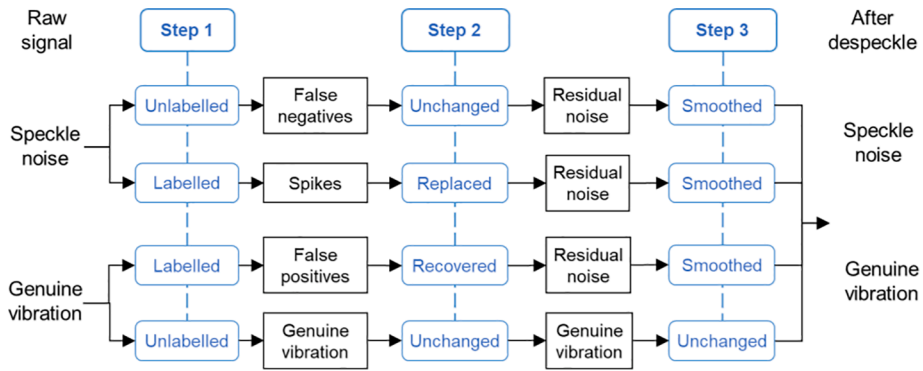 Raw
signal
Step 1
Step 2
Step 3
After
despeckle
Speckle
noise
Unlabelled
False
negatives
Unchanged
Residual
noise
Smoothed
Labelled
Spikes
Replaced
Residual
noise
Smoothed
Speckle
noise
Genuine
vibration
Labelled
False
positives
Recovered
Residual
noise
Smoothed
Unlabelled
Genuine
vibration
Unchanged
Genuine
vibration
Unchanged
Genuine
vibration